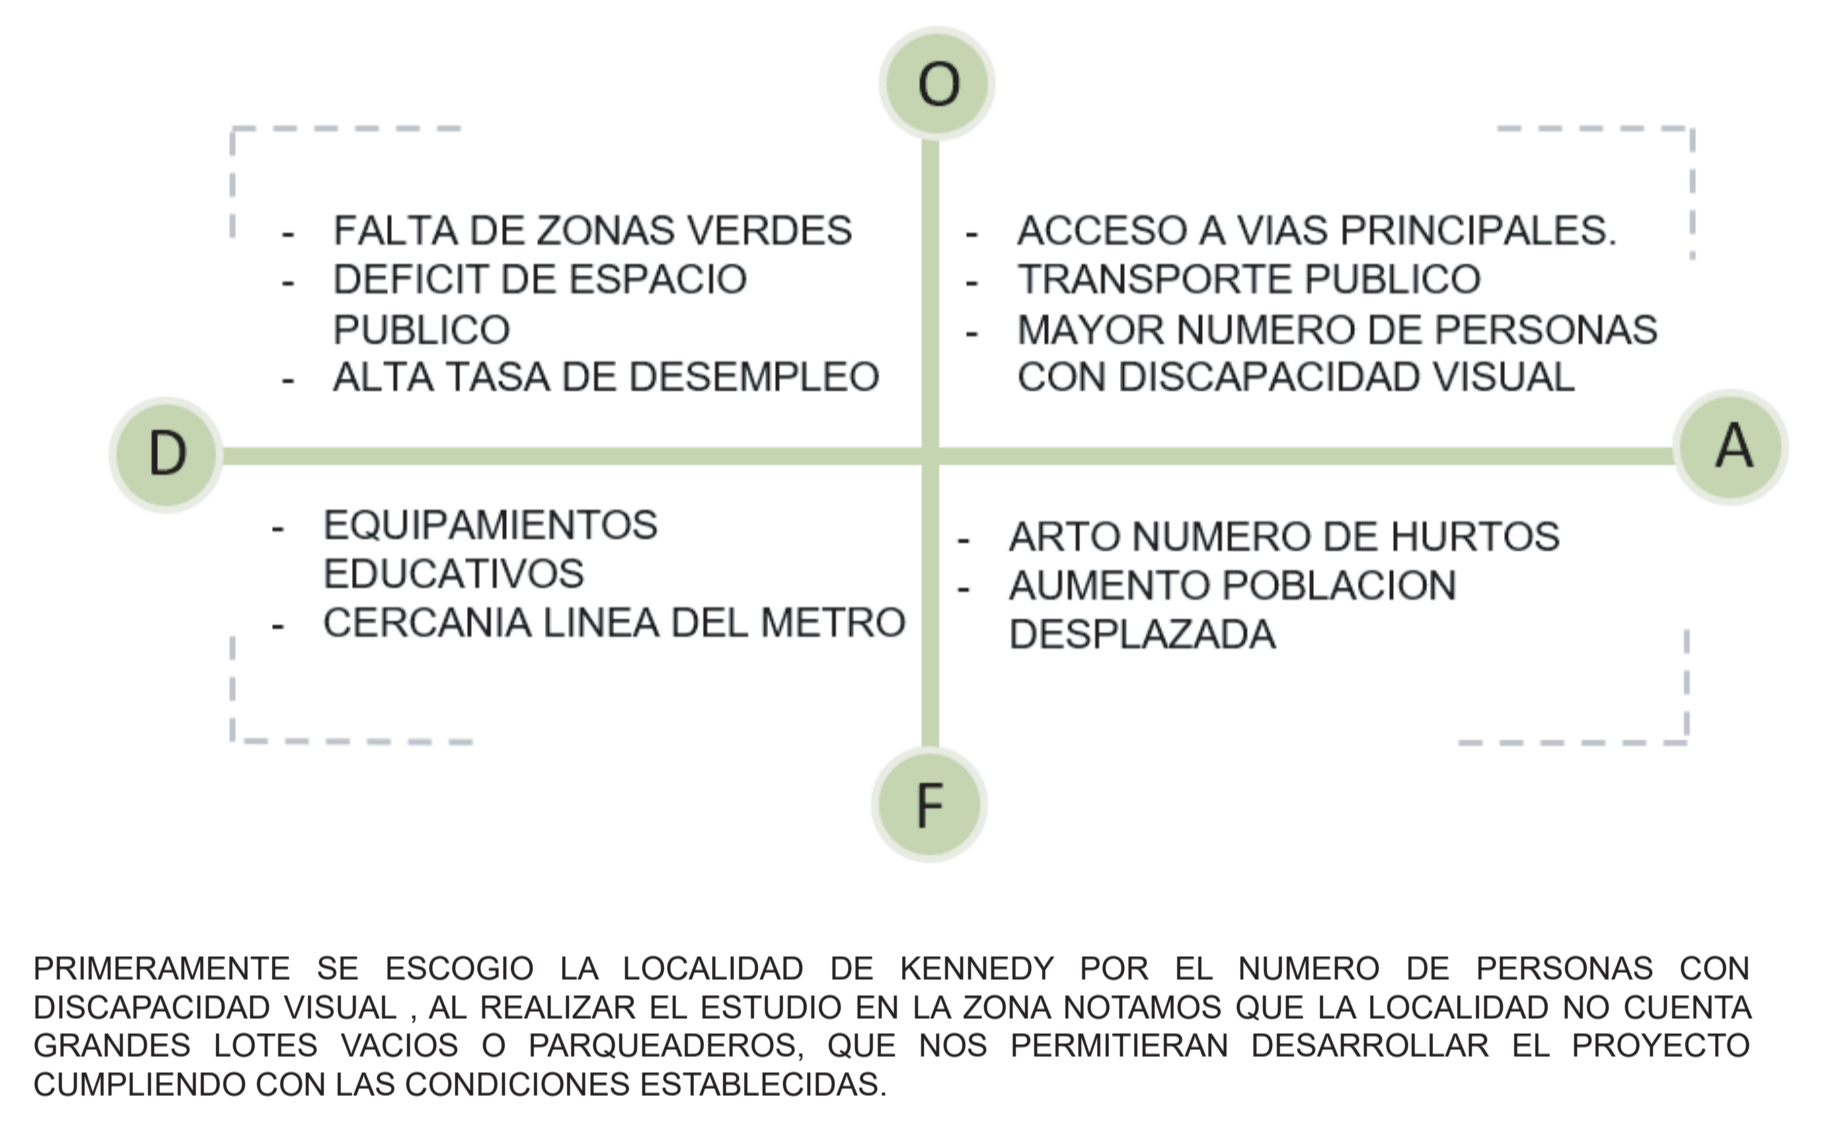 O
- FALTA DE ZONAS VERDES
- DEFICIT DE ESPACIO
PUBLICO
- ALTA TASA DE DESEMPLEO
- ACCESO A VIAS PRINCIPALES.
- TRANSPORTE PUBLICO
- MAYOR NUMERO DE PERSONAS
CON DISCAPACIDAD VISUAL
D
A
- EQUIPAMIENTOS
EDUCATIVOS
- CERCANIA LINEA DEL METRO
- ARTO NUMERO DE HURTOS
- AUMENTO POBLACION
DESPLAZADA
F
PRIMERAMENTE SE ESCOGIO LA LOCALIDAD DE KENNEDY POR EL NUMERO DE PERSONAS CON
DISCAPACIDAD VISUAL , AL REALIZAR EL ESTUDIO EN LA ZONA NOTAMOS QUE LA LOCALIDAD NO CUENTA
GRANDES LOTES VACIOS O PARQUEADEROS, QUE NOS PERMITIERAN DESARROLLAR EL PROYECTO
CUMPLIENDO CON LAS CONDICIONES ESTABLECIDAS.